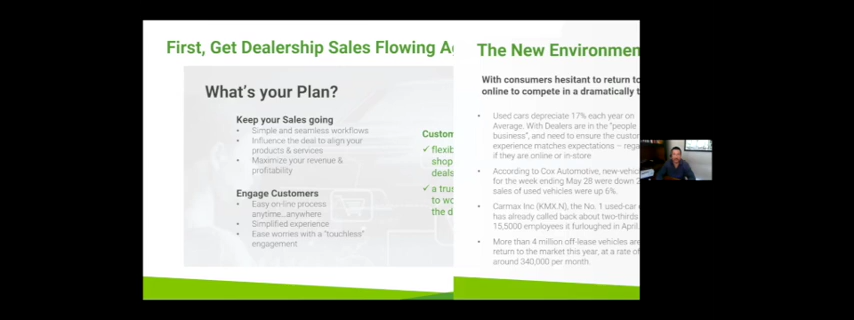 First, Get Dealership Sales Flowing
What's your Plan?
Keep your Sales going
• Simple and seamless workflows
• Influence the deal to align your
products & services
• Maximize your revenue &
profitability
Engage Customers
• Easy on-line process
anytime...anywhere
• Simplified experience
• Ease worries with a "touchless"
engagement
Custom
✓ flexib
shop
deals
✓ a tru
to wo
the d
The New Environmen
With consumers hesitant to return to
online to compete in a dramatically
• Used cars depreciate 17% each year on
Average. With Dealers are in the "people
business", and need to ensure the custom
experience matches expectations – rega
if they are online or in-store
• According to Cox Automotive, new-vehic
for the week ending May 28 were down 2
sales of used vehicles were up 6%.
• Carmax Inc (KMX.N), the No. 1 used-car
has already called back about two-thirds
15,5000 employees it furloughed in April.
• More than 4 million off-lease vehicles are
return to the market this year, at a rate of
around 340,000 per month.